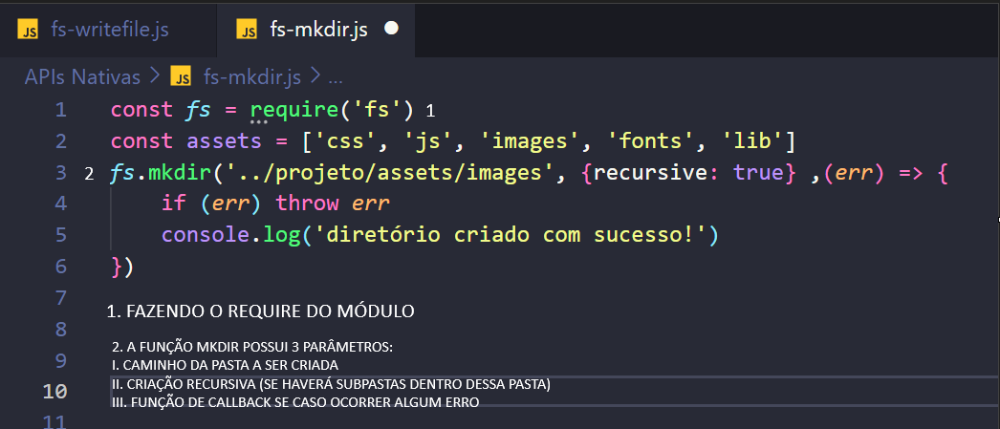 JS fs-writefile.js JS fs-mkdir.js
APIs Nativas > JS fs-mkdir.js > ...
1 const fs = require('fs') 1
2 const assets = ['css', 'js', 'images', 'fonts', 'lib']
3 2 fs.mkdir('../projeto/assets/images', {recursive: true} ,(err) => {
4 if (err) throw err
5 console.log('diretório criado com sucesso!')
6 })
7
1. FAZENDO O REQUIRE DO MÓDULO
8
2. A FUNÇÃO MKDIR POSSUI 3 PARÂMETROS:
9 I. CAMINHO DA PASTA A SER CRIADA
10 II. CRIAÇÃO RECURSIVA (SE HAVERÁ SUBPASTAS DENTRO DESSA PASTA)
III. FUNÇÃO DE CALLBACK SE CASO OCORRER ALGUM ERRO
11